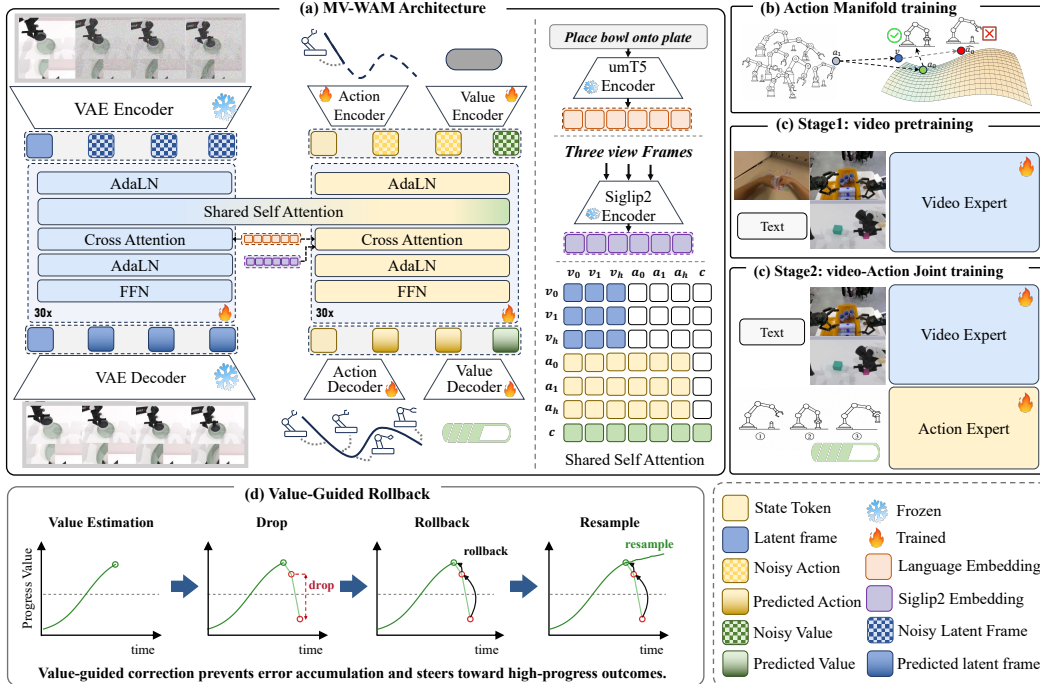 (a) MV-WAM Architecture
VAE Encoder
Action
Encoder
Value
Encoder
AdaLN
AdaLN
Shared Self Attention
Cross Attention
Cross Attention
AdaLN
AdaLN
FFN
FFN
30x
30x
VAE Decoder
Action
Decoder
Value
Decoder
Place bowl onto plate
umT5
Encoder
Three view Frames
Siglip2
Encoder
v0 v1 vh a0 a1 ah c
v0
v1
vh
a0
a1
ah
c
Shared Self Attention
(b) Action Manifold training
(c) Stage1: video pretraining
Text
Video Expert
(c) Stage2: video-Action Joint training
Text
Video Expert
Action Expert
① ② ③
(d) Value-Guided Rollback
Value Estimation
Drop
Rollback
Resample
Progress Value
drop
rollback
rollback
resample
time
time
time
time
Value-guided correction prevents error accumulation and steers toward high-progress outcomes.
State Token
Frozen
Latent frame
Trained
Noisy Action
Language Embedding
Predicted Action
Siglip2 Embedding
Noisy Value
Noisy Latent Frame
Predicted Value
Predicted latent frame